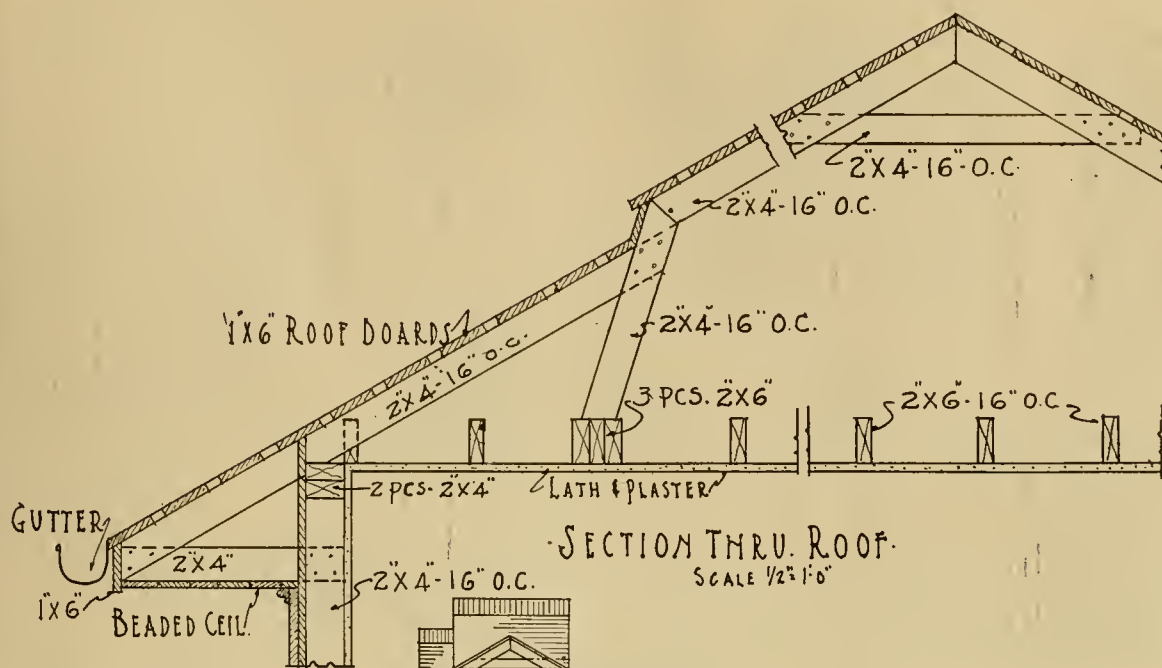 2"X4"-16"-O.C.
2"X4"-16" O.C.
1"X6" ROOF BOARDS
2"X4"-16" O.C.
2"X4"-16" O.C.
3 PCS. 2"X6"
2"X6"-16" O.C.
2 PCS-2"X4"
LATH & PLASTER
GUTTER
·SECTION THRU. ROOF·
SCALE 1/2"=1'-0"
2"X4"
2"X4"-16" O.C.
1"X6"
BEADED CEIL.